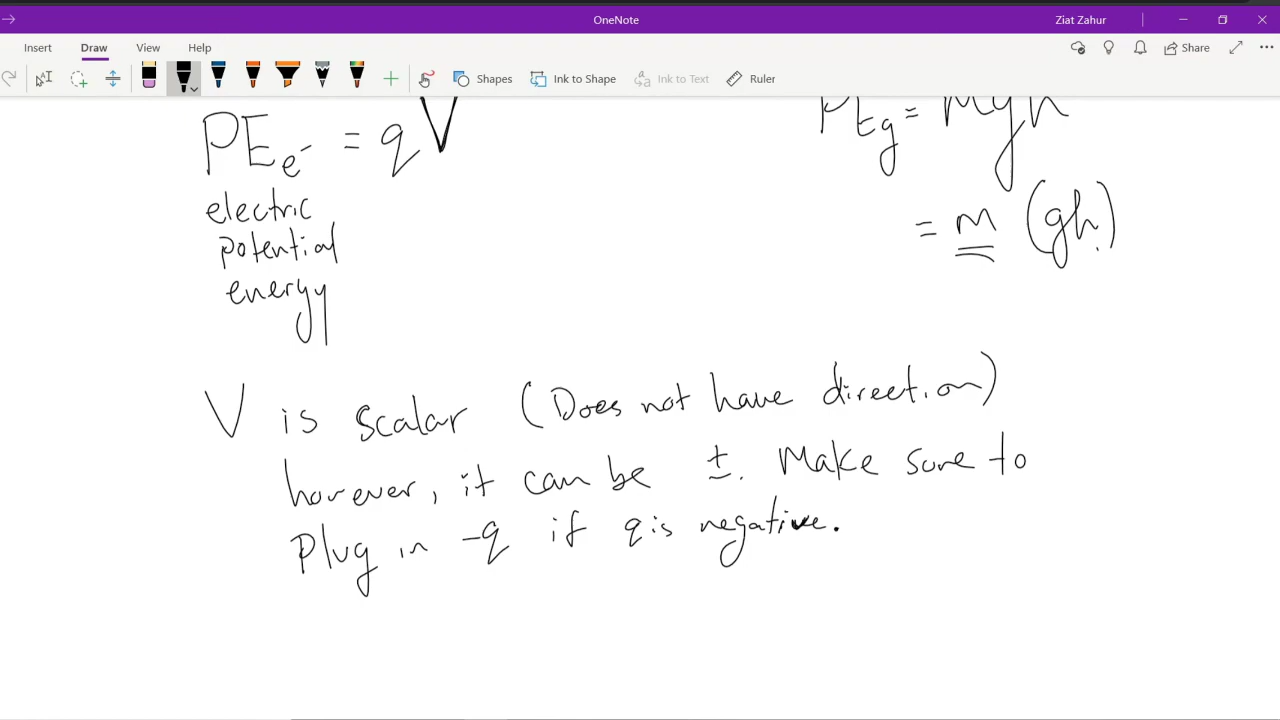 OneNote
Ziat Zahur
Insert Draw View Help
Share
Shapes Ink to Shape Ink to Text Ruler
PEe- = qV
PEg = mgh
electric
potential
energy
= m (gh)
V is scalar (Does not have direction)
however, it can be ±. Make sure to
Plug in -q if q is negative.